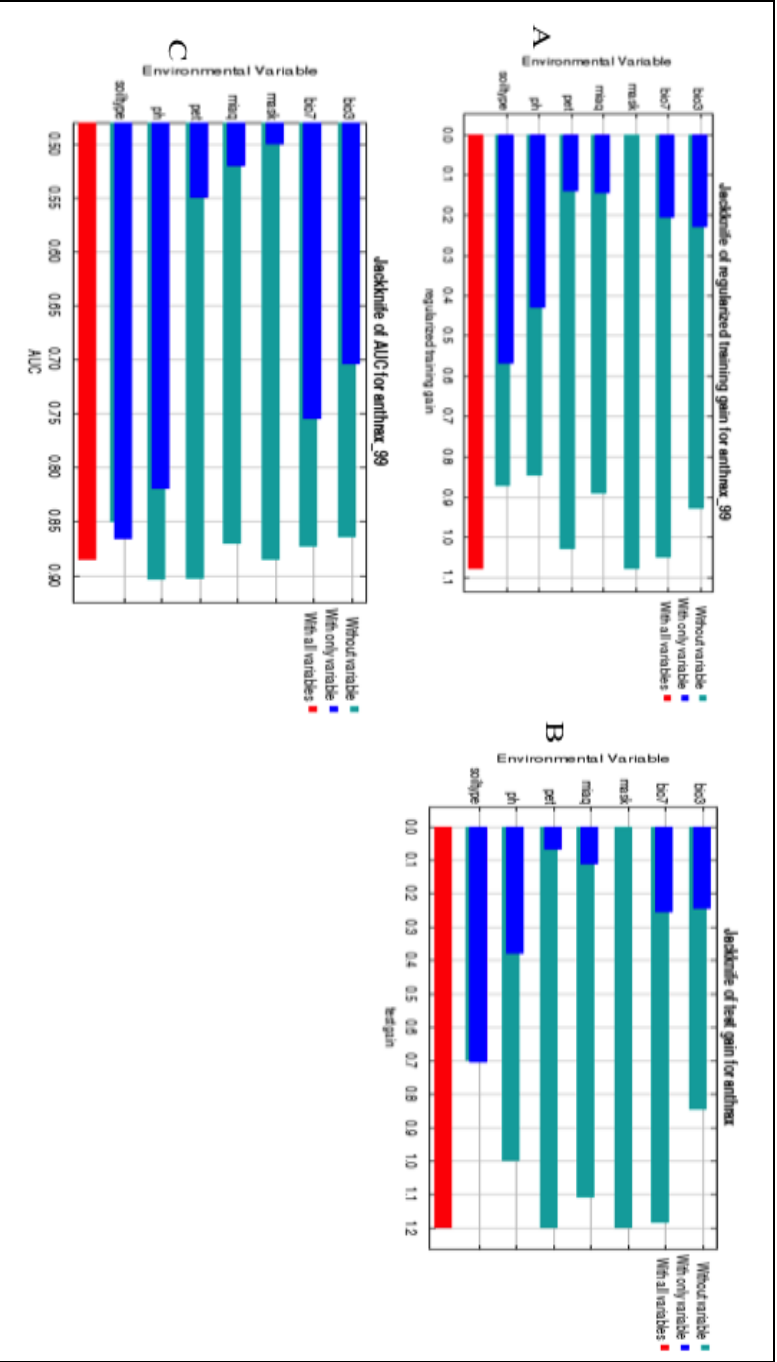 A
Jackknife of regularized training gain for anthrax_99
Environmental Variable
bio3
bio7
mask
miaq
pet
ph
soiltype
0.0 0.1 0.2 0.3 0.4 0.5 0.6 0.7 0.8 0.9 1.0 1.1
regularized training gain
Without variable
With only variable
With all variables
B
Jackknife of test gain for anthrax
Environmental Variable
bio3
bio7
mask
miaq
pet
ph
soiltype
0.0 0.1 0.2 0.3 0.4 0.5 0.6 0.7 0.8 0.9 1.0 1.1 1.2
test gain
Without variable
With only variable
With all variables
C
Jackknife of AUC for anthrax_99
Environmental Variable
bio3
bio7
mask
miaq
pet
ph
soiltype
0.50 0.55 0.60 0.65 0.70 0.75 0.80 0.85 0.90
AUC
Without variable
With only variable
With all variables